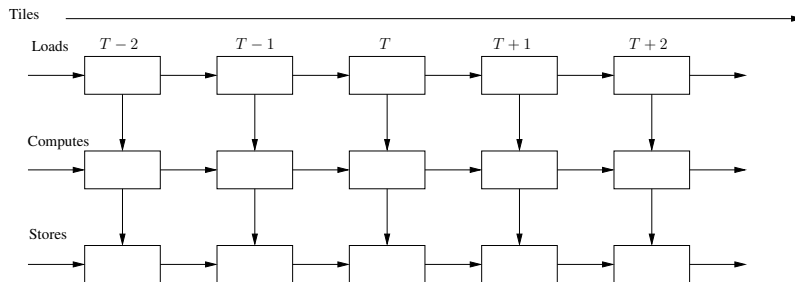 Tiles
Loads
T − 2
T − 1
T
T + 1
T + 2
Computes
Stores